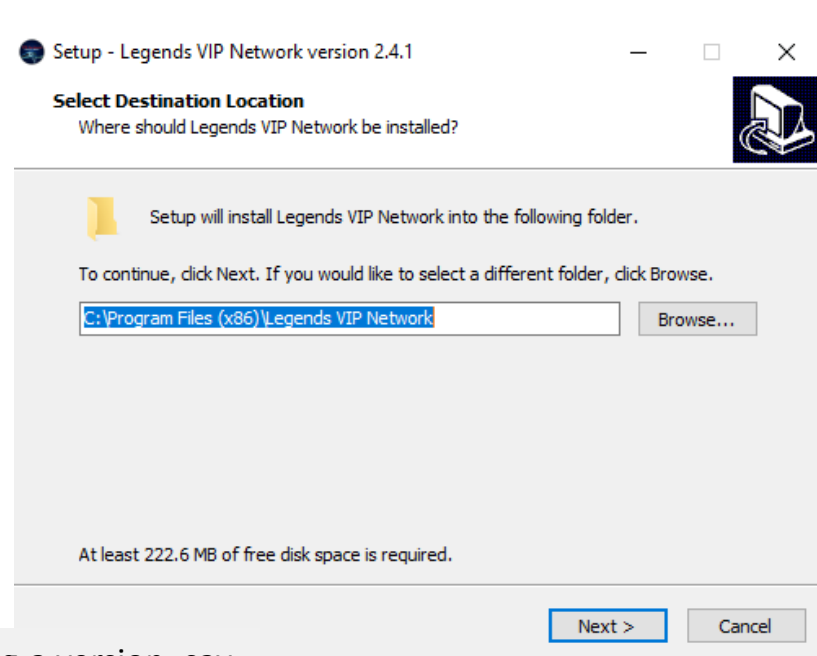 Setup - Legends VIP Network version 2.4.1
Select Destination Location
Where should Legends VIP Network be installed?
Setup will install Legends VIP Network into the following folder.
To continue, click Next. If you would like to select a different folder, click Browse.
C:\Program Files (x86)\Legends VIP Network
Browse...
At least 222.6 MB of free disk space is required.
Next >
Cancel